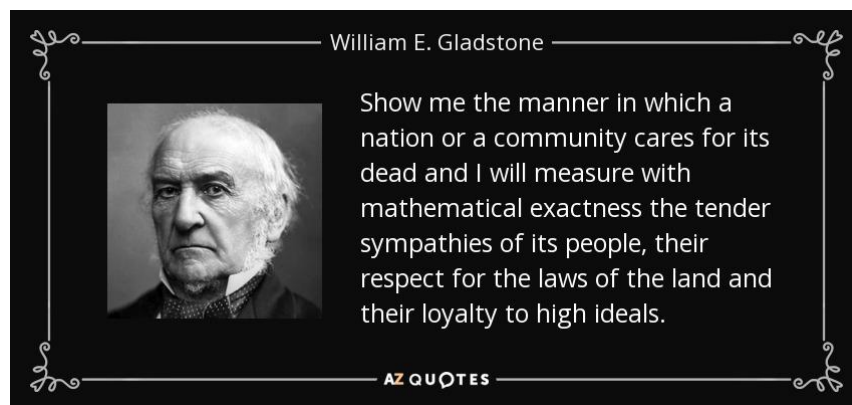 William E. Gladstone
Show me the manner in which a
nation or a community cares for its
dead and I will measure with
mathematical exactness the tender
sympathies of its people, their
respect for the laws of the land and
their loyalty to high ideals.
AZ QUOTES